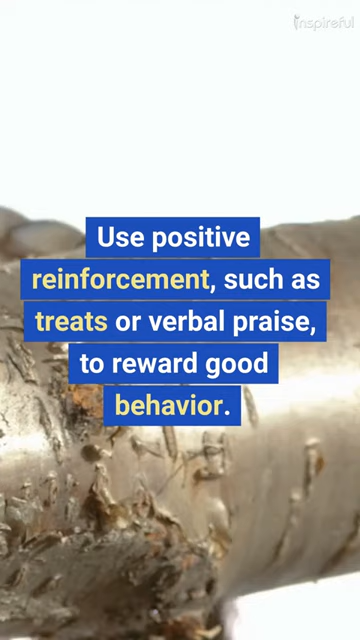 inspireful
Use positive
reinforcement, such as
treats or verbal praise,
to reward good
behavior.